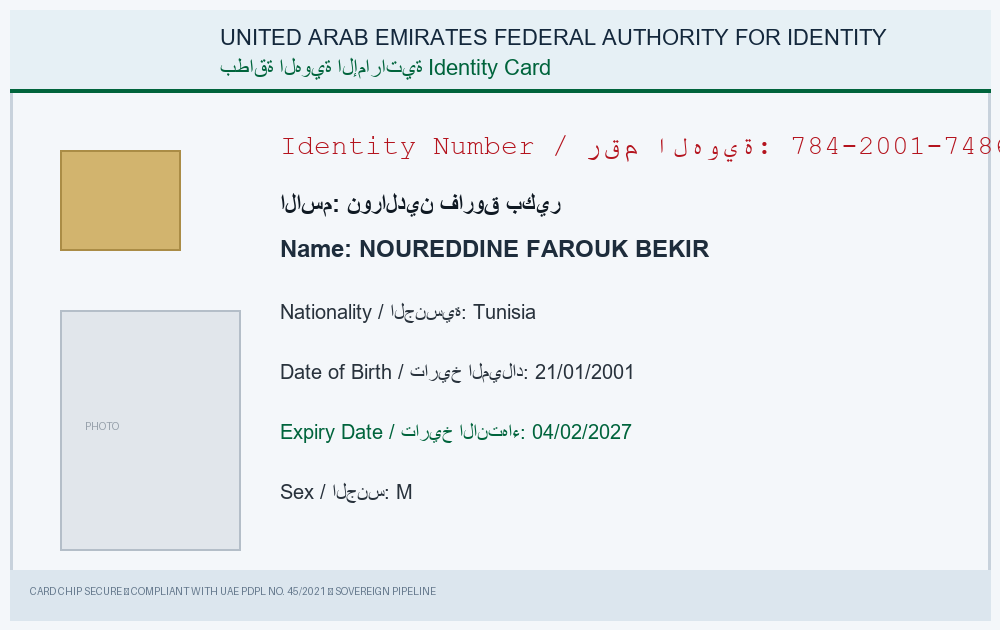 UNITED ARAB EMIRATES FEDERAL AUTHORITY FOR IDENTITY
بطاقة الهوية الإماراتية Identity Card
Identity Number / رقم الهوية: 784-2001-7486
الاسم: نورالدين فاروق بكير
Name: NOUREDDINE FAROUK BEKIR
Nationality / الجنسية: Tunisia
Date of Birth / تاريخ الميلاد: 21/01/2001
Expiry Date / تاريخ الانتهاء: 04/02/2027
Sex / الجنس: M
PHOTO
CARD CHIP SECURE COMPLIANT WITH UAE PDPL NO. 45/2021 SOVEREIGN PIPELINE